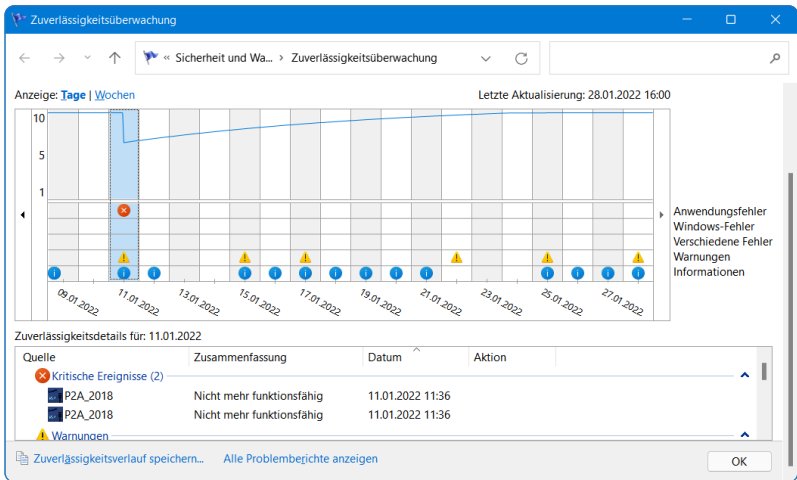 Zuverlässigkeitsüberwachung
« Sicherheit und Wa... › Zuverlässigkeitsüberwachung
Anzeige: Tage | Wochen
Letzte Aktualisierung: 28.01.2022 16:00
10
5
1
Anwendungsfehler
Windows-Fehler
Verschiedene Fehler
Warnungen
Informationen
09.01.2022 11.01.2022 13.01.2022 15.01.2022 17.01.2022 19.01.2022 21.01.2022 23.01.2022 25.01.2022 27.01.2022
Zuverlässigkeitsdetails für: 11.01.2022
Quelle Zusammenfassung Datum Aktion
Kritische Ereignisse (2)
P2A_2018 Nicht mehr funktionsfähig 11.01.2022 11:36
P2A_2018 Nicht mehr funktionsfähig 11.01.2022 11:36
Warnungen
Zuverlässigkeitsverlauf speichern... Alle Problemberichte anzeigen
OK